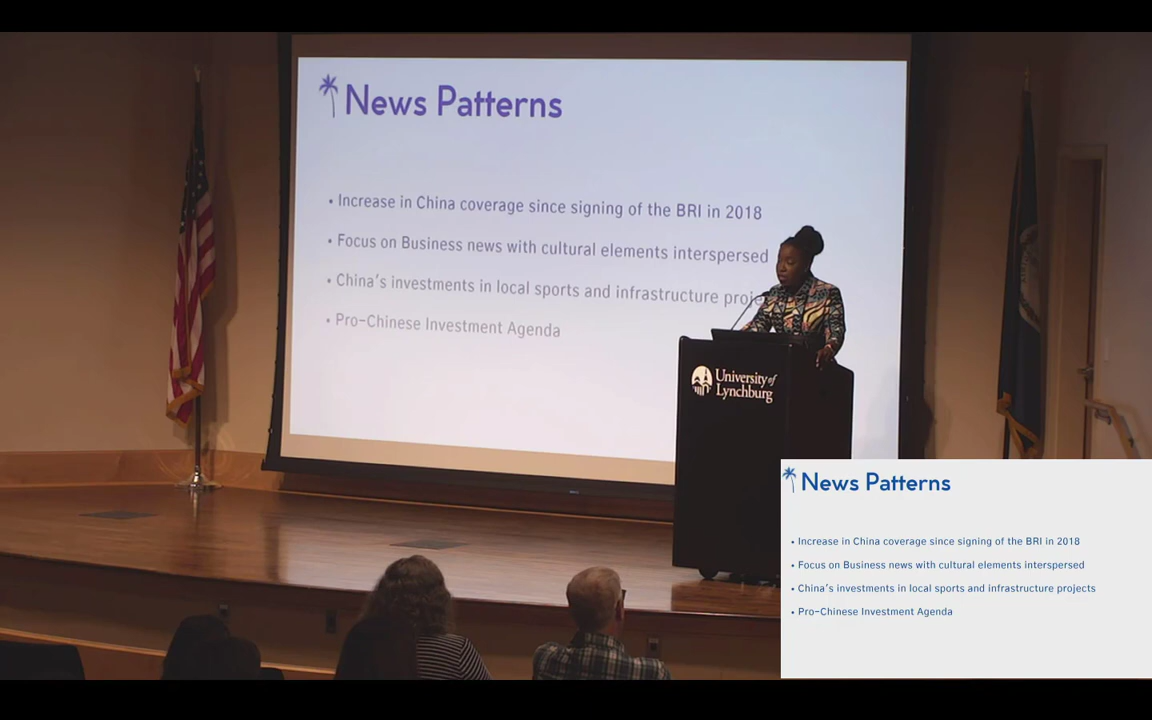 News Patterns
• Increase in China coverage since signing of the BRI in 2018
• Focus on Business news with cultural elements interspersed
• China's investments in local sports and infrastructure proje
• Pro-Chinese Investment Agenda
University of
Lynchburg
News Patterns
• Increase in China coverage since signing of the BRI in 2018
• Focus on Business news with cultural elements interspersed
• China's investments in local sports and infrastructure projects
• Pro-Chinese Investment Agenda